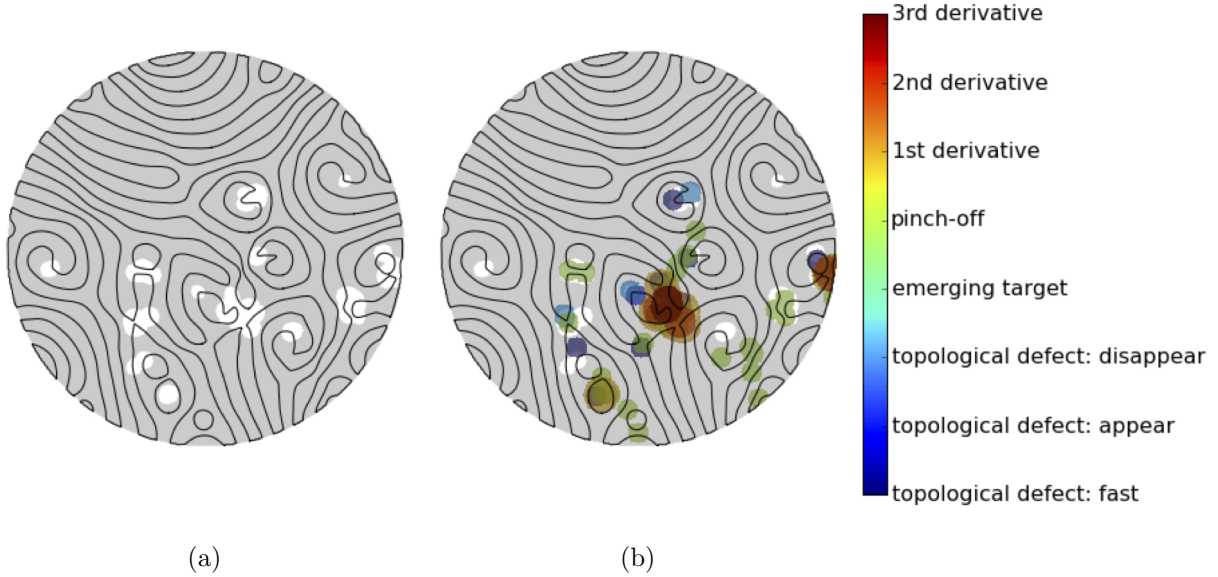 3rd derivative
2nd derivative
1st derivative
pinch-off
emerging target
topological defect: disappear
topological defect: appear
topological defect: fast
(a)
(b)